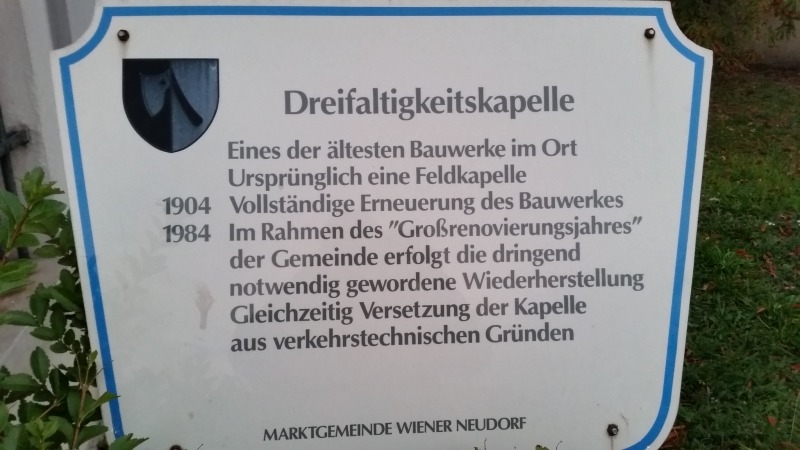 Dreifaltigkeitskapelle
Eines der ältesten Bauwerke im Ort
Ursprünglich eine Feldkapelle
1904 Vollständige Erneuerung des Bauwerkes
1984 Im Rahmen des "Großrenovierungsjahres"
der Gemeinde erfolgt die dringend
notwendig gewordene Wiederherstellung
Gleichzeitig Versetzung der Kapelle
aus verkehrstechnischen Gründen
MARKTGEMEINDE WIENER NEUDORF